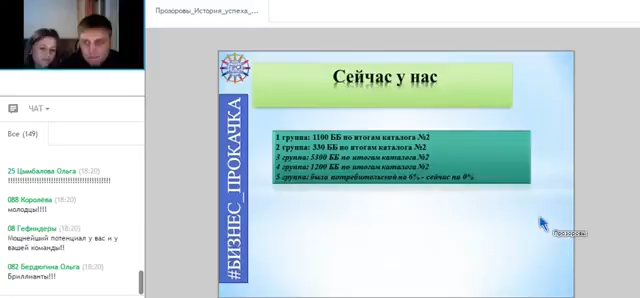 Прозоровы_История_успеха_...
ЧАТ
Все (149)
25 Цымбалова Ольга (18:20)
!!!!!!!!!!!!!!!!!!!!!!!!!!!!!!!!!!!!!!!!
088 Королёва (18:20)
молодцы!!!!
08 Гефиндеры (18:20)
Мощнейший потенциал у вас и у
вашей команды!!
082 Бердюгина Ольга (18:20)
Бриллианты!!!
#БИЗНЕС_ПРОКАЧКА
Сейчас у нас
1 группа: 1100 ББ по итогам каталога №2
2 группа: 330 ББ по итогам каталога №2
3 группа: 5300 ББ по итогам каталога №2
4 группа: 1200 ББ по итогам каталога №2
5 группа: была потребительской на 6% - сейчас на 0%
Прозоровы